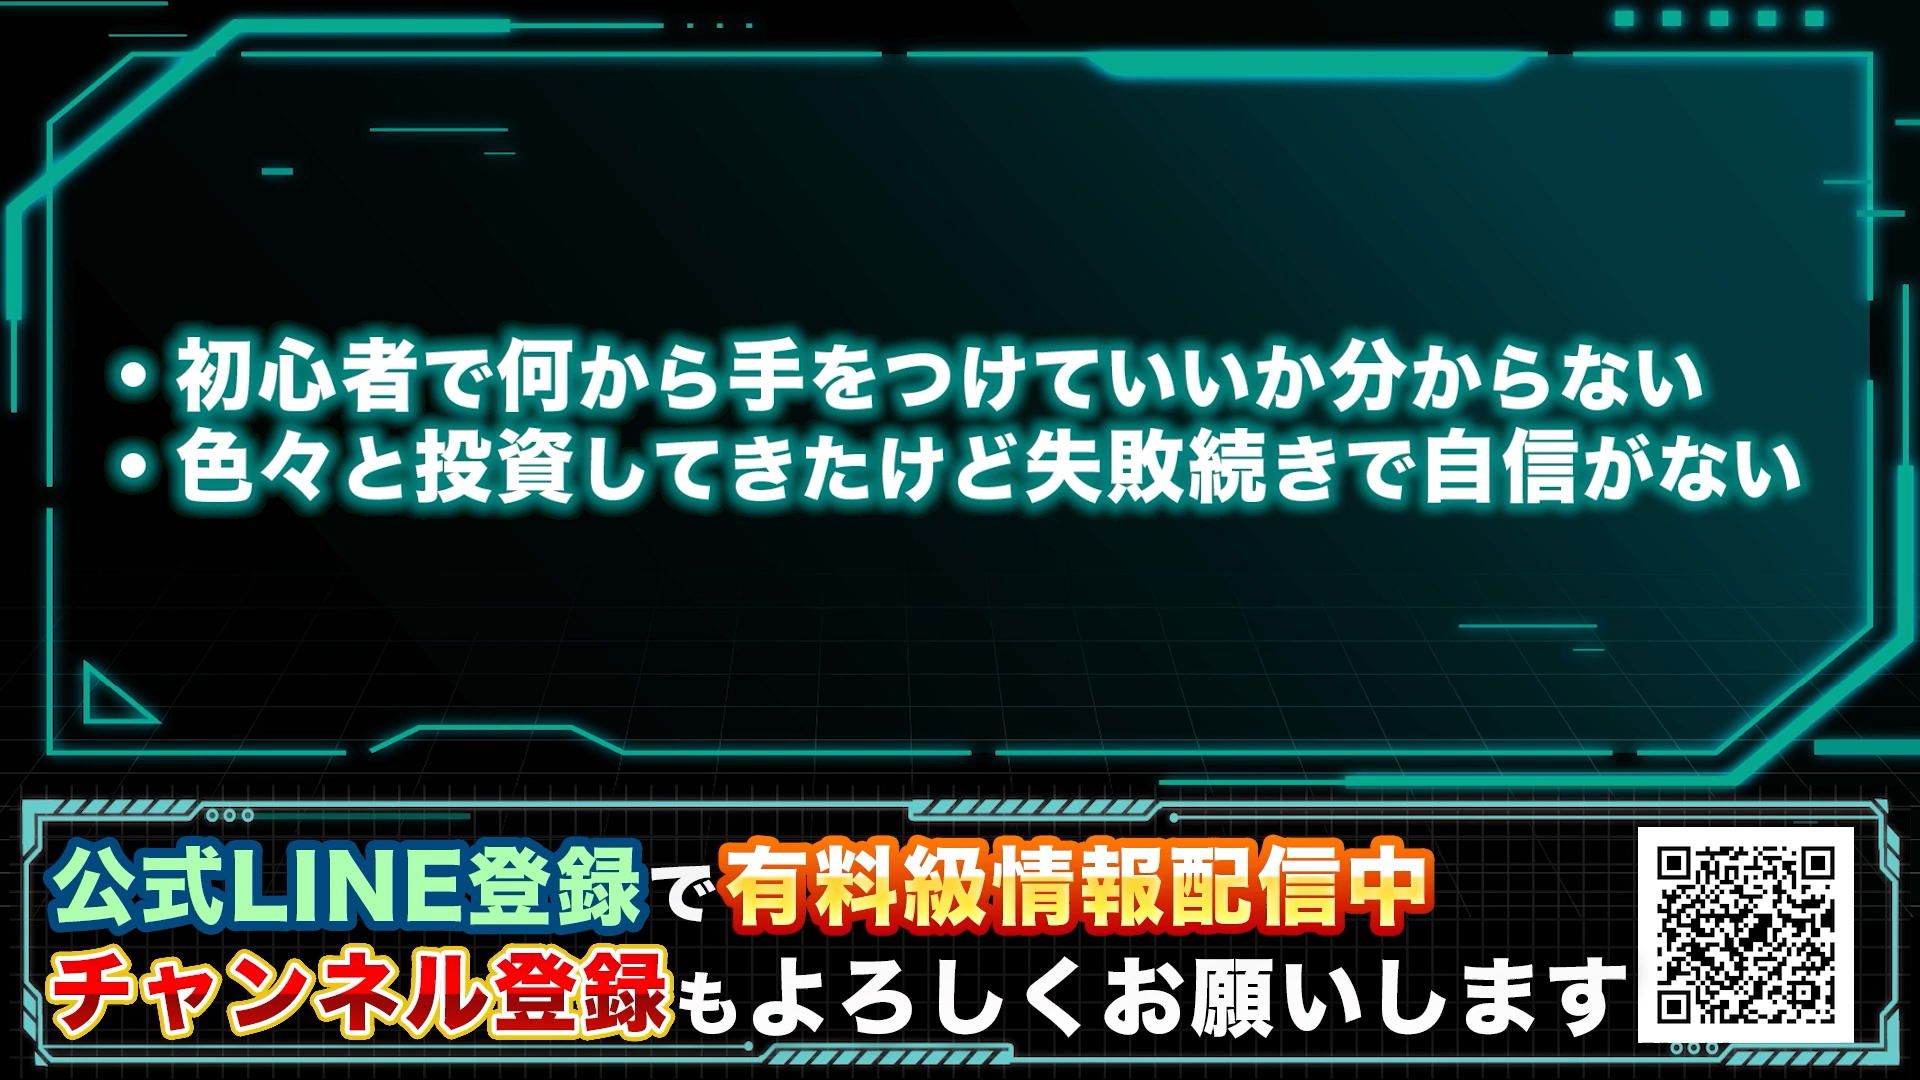 ・初心者で何から手をつけていいか分からない
・色々と投資してきたけど失敗続きで自信がない
公式LINE登録で有料級情報配信中
チャンネル登録もよろしくお願いします